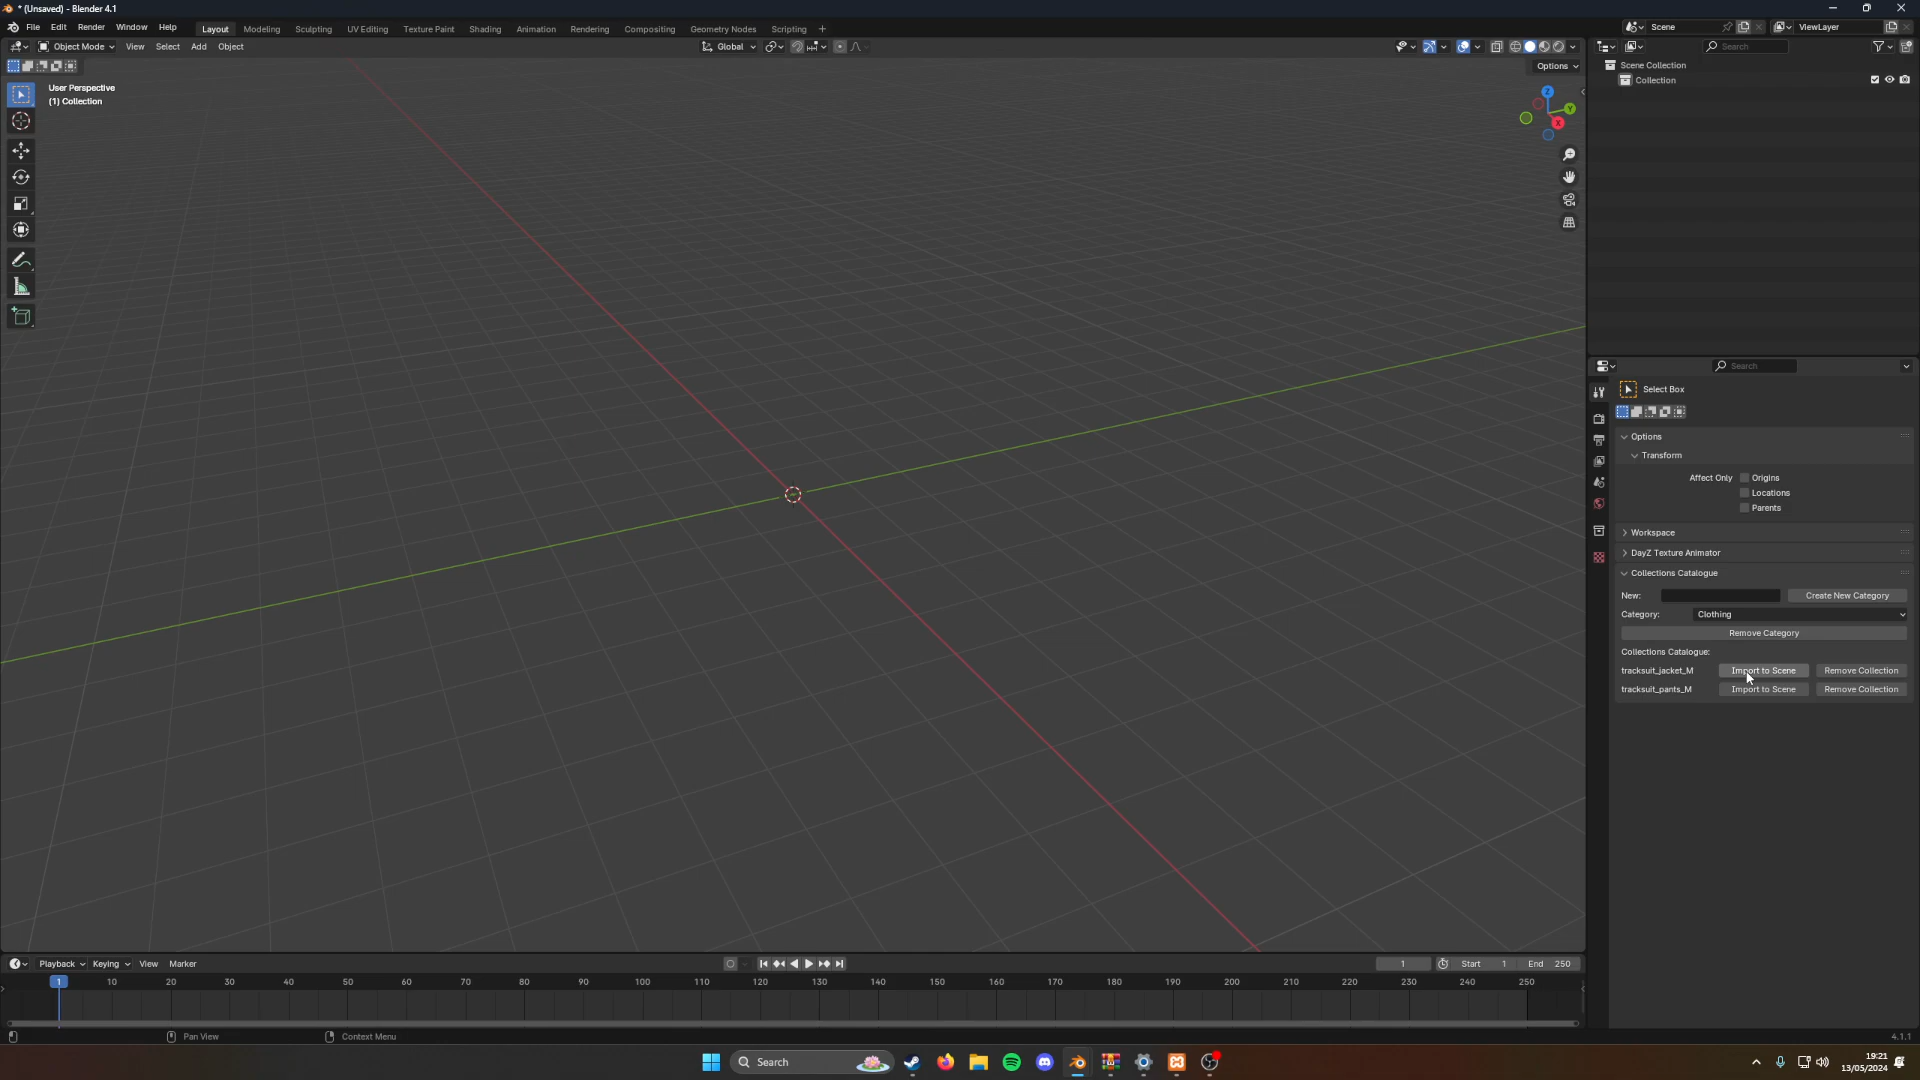 * (Unsaved) - Blender 4.1
File Edit Render Window Help Layout Modeling Sculpting UV Editing Texture Paint Shading Animation Rendering Compositing Geometry Nodes Scripting + Scene ViewLayer
Object Mode View Select Add Object Global Search
Options
User Perspective
(1) Collection
Z
Y
X
Scene Collection
Collection
Search
Select Box
Options
Transform
Affect Only Origins
Locations
Parents
Workspace
DayZ Texture Animator
Collections Catalogue
New: Create New Category
Category: Clothing
Remove Category
Collections Catalogue:
tracksuit_jacket_M Import to Scene Remove Collection
tracksuit_pants_M Import to Scene Remove Collection
Playback Keying View Marker 1 Start 1 End 250
1 10 20 30 40 50 60 70 80 90 100 110 120 130 140 150 160 170 180 190 200 210 220 230 240 250
Pan View Context Menu 4.1.1
Search
19:21
13/05/2024